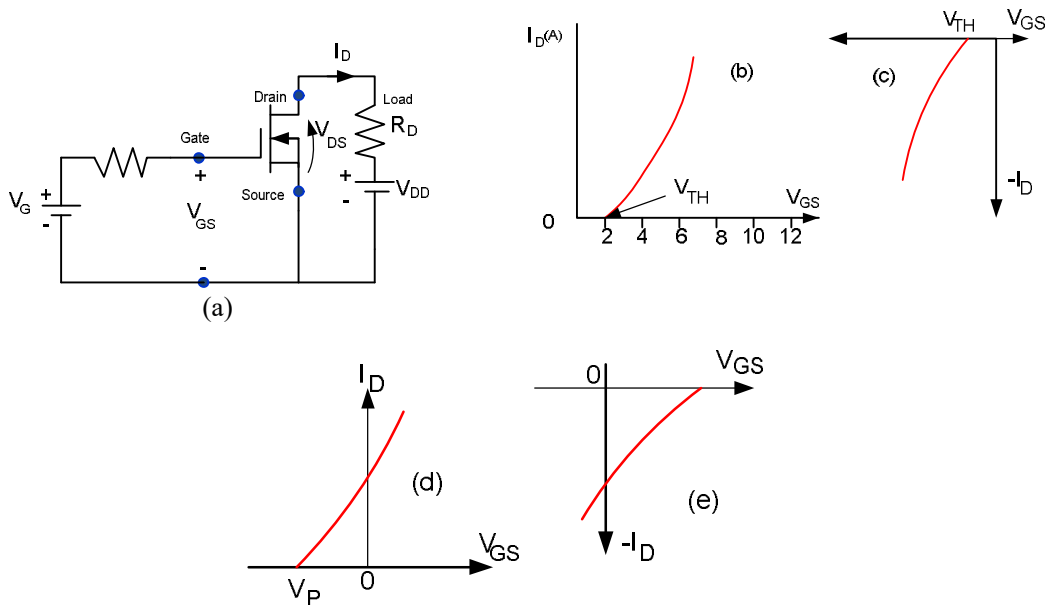 I_D
Drain
Load
R_D
V_DS
Gate
+
Source
+
-
V_DD
V_G
+
-
V_GS
-
(a)
I_D(A)
(b)
V_TH
V_GS
0
2 4 6 8 10 12
V_TH
V_GS
(c)
-I_D
I_D
(d)
V_GS
V_P
0
0
V_GS
(e)
-I_D